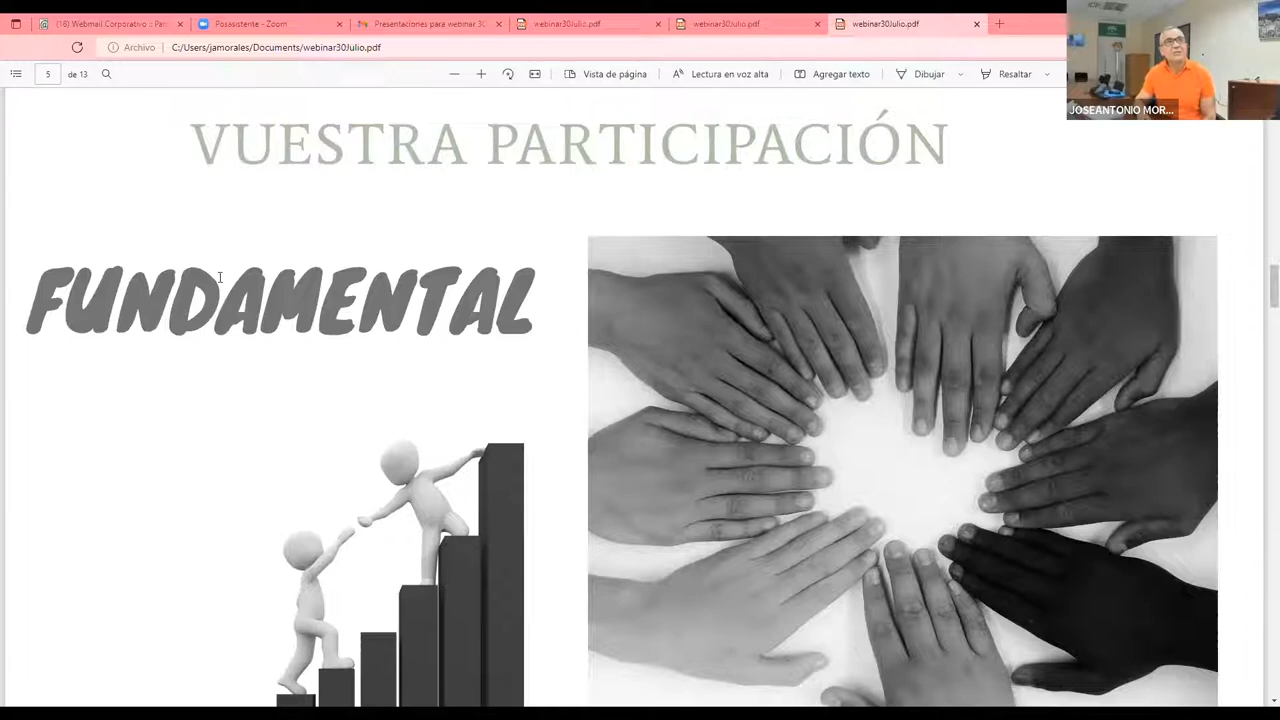 (16) Webmail Corporativo :: Pa
Posasistente - Zoom
Presentaciones para webinar 30
webinar30Julio.pdf
webinar30Julio.pdf
webinar30Julio.pdf
Archivo
C:/Users/jamorales/Documents/webinar30Julio.pdf
5 de 13
Vista de página
Lectura en voz alta
Agregar texto
Dibujar
Resaltar
JOSEANTONIO MOR...
VUESTRA PARTICIPACIÓN
FUNDAMENTAL